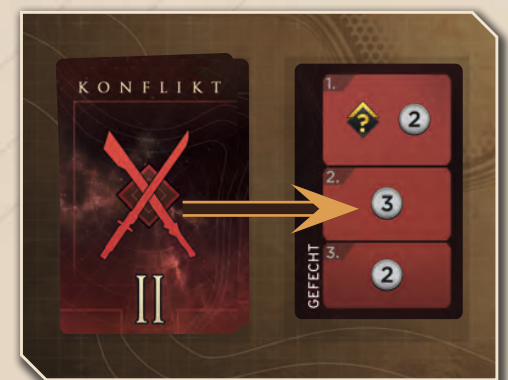 KONFLIKT
II
1.
? 2
2.
3
3.
2
GEFECHT